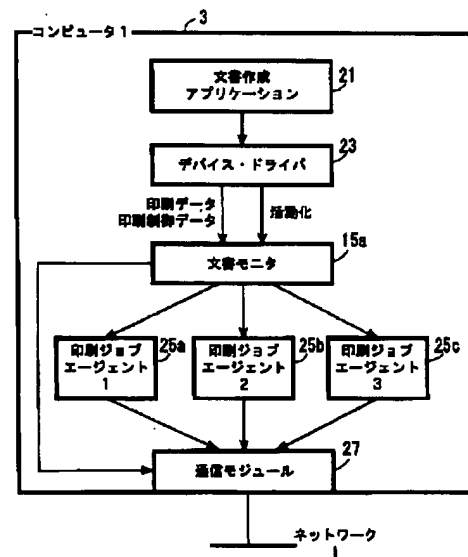 コンピュータ1
3
文書作成
アプリケーション
21
デバイス・ドライバ
23
印刷データ
印刷制御データ
活動化
文書モニタ
15a
印刷ジョブ
エージェント
1
25a
印刷ジョブ
エージェント
2
25b
印刷ジョブ
エージェント
3
25c
通信モジュール
27
ネットワーク
1